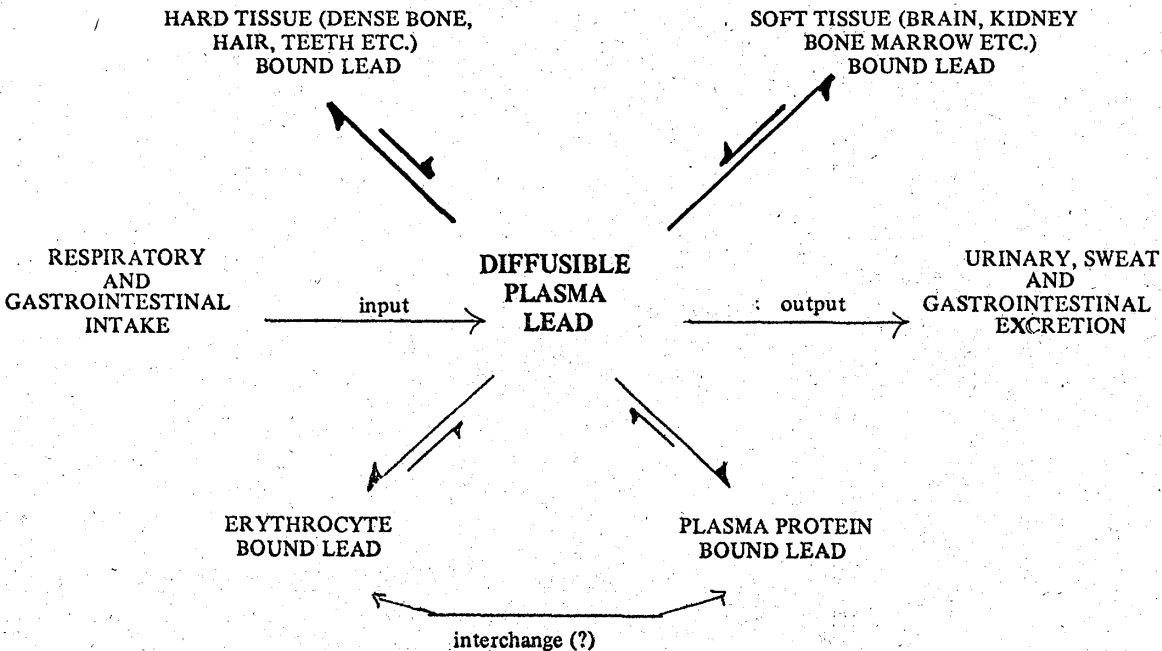 HARD TISSUE (DENSE BONE,
HAIR, TEETH ETC.)
BOUND LEAD
SOFT TISSUE (BRAIN, KIDNEY
BONE MARROW ETC.)
BOUND LEAD
RESPIRATORY
AND
GASTROINTESTINAL
INTAKE
input
DIFFUSIBLE
PLASMA
LEAD
output
URINARY, SWEAT
AND
GASTROINTESTINAL
EXCRETION
ERYTHROCYTE
BOUND LEAD
PLASMA PROTEIN
BOUND LEAD
interchange (?)